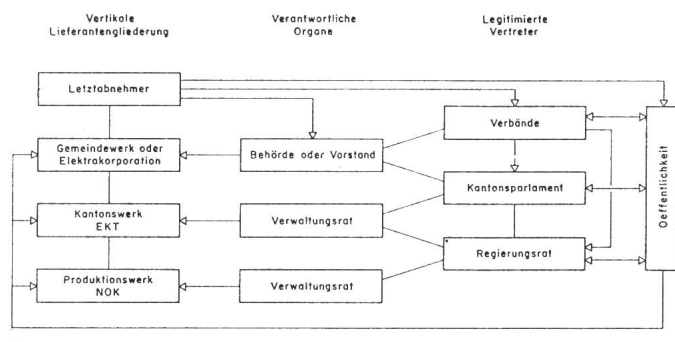 Vertikale
Lieferantengliederung
Verantwortliche
Organe
Legitimierte
Vertreter
Letztabnehmer
Verbände
Gemeindewerk oder
Elektrakorporation
Behörde oder Vorstand
Kantonsparlament
Kantonswerk
EKT
Verwaltungsrat
Regierungsrat
Produktionswerk
NOK
Verwaltungsrat
Oeffentlichkeit